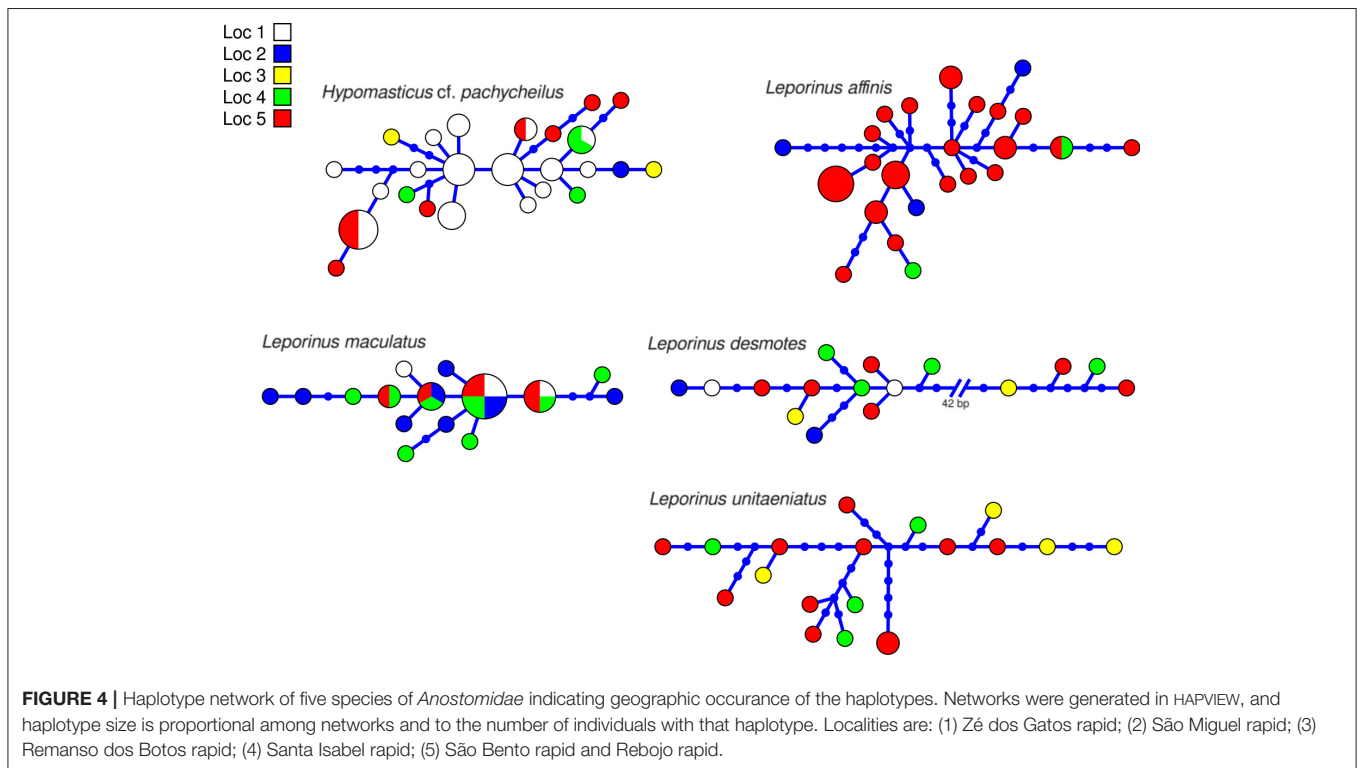 Loc 1
Loc 2
Loc 3
Loc 4
Loc 5
Hypomasticus cf. pachycheilus
Leporinus affinis
Leporinus maculatus
Leporinus desmotes
42 bp
Leporinus unitaeniatus
FIGURE 4 | Haplotype network of five species of Anostomidae indicating geographic occurance of the haplotypes. Networks were generated in HAPVIEW, and
haplotype size is proportional among networks and to the number of individuals with that haplotype. Localities are: (1) Zé dos Gatos rapid; (2) São Miguel rapid; (3)
Remanso dos Botos rapid; (4) Santa Isabel rapid; (5) São Bento rapid and Rebojo rapid.